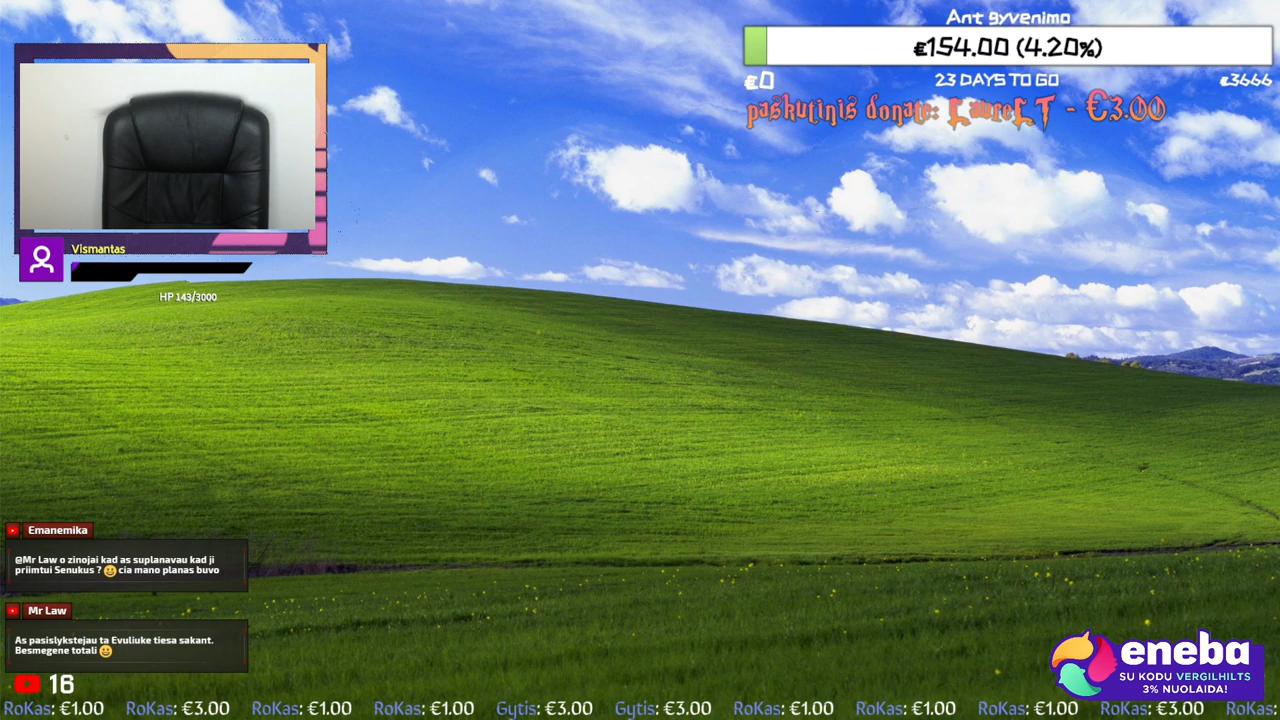 Ant gyvenimo
€154.00 (4.20%)
€0
23 DAYS TO GO
€3666
paskutinis donate: LaureLT - €3.00
Vismantas
HP 143/3000
Emanemika
@Mr Law o zinojai kad as suplanavau kad ji
priimtui Senukus ? 😃 cia mano planas buvo
Mr Law
As pasislykstejau ta Evuliuke tiesa sakant.
Besmegene totali 😃
16
eneba
SU KODU VERGILHILTS
3% NUOLAIDA!
RoKas: €1.00 RoKas: €3.00 RoKas: €1.00 RoKas: €1.00 Gytis: €3.00 Gytis: €3.00 RoKas: €1.00 RoKas: €1.00 RoKas: €1.00 RoKas: €3.00 RoKas: